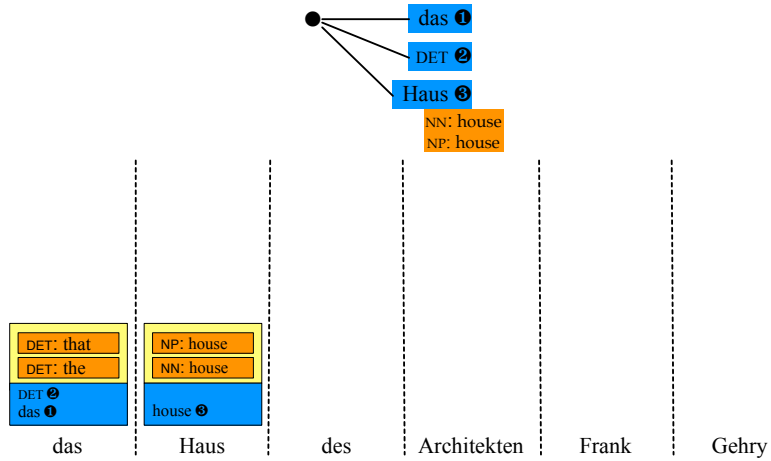 das ❶
DET ❷
Haus ❸
NN: house
NP: house
DET: that
DET: the
DET ❷
das ❶
NP: house
NN: house
house ❸
das Haus des Architekten Frank Gehry